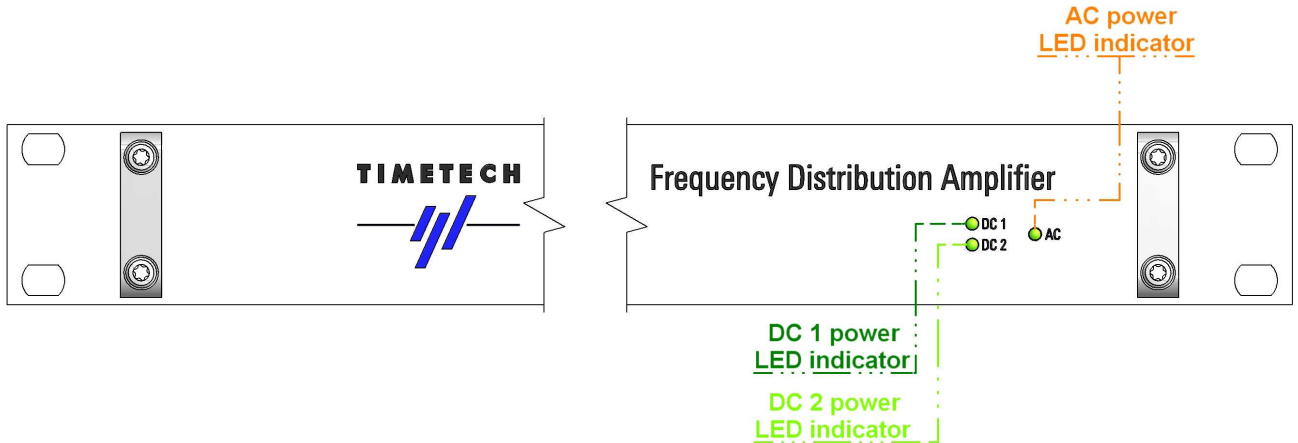 AC power
LED indicator
TIMETECH
Frequency Distribution Amplifier
DC 1
DC 2
AC
DC 1 power
LED indicator
DC 2 power
LED indicator